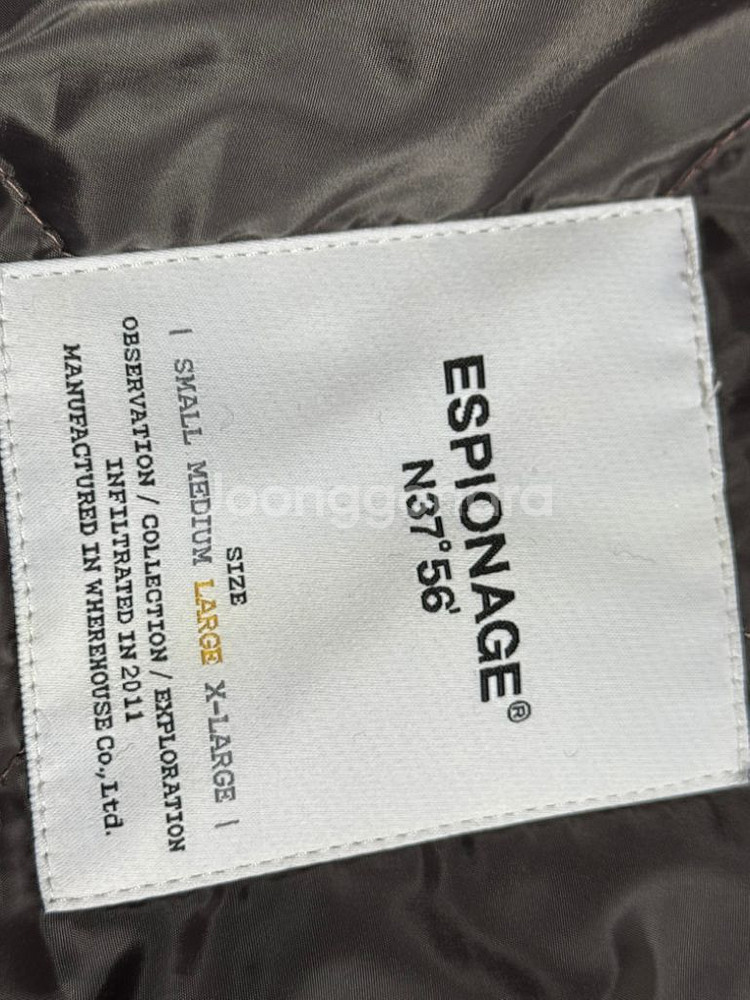 ESPIONAGE®
N37°56'
SIZE
| SMALL MEDIUM LARGE X-LARGE |
OBSERVATION / COLLECTION / EXPLORATION
INFILTRATED IN 2011
MANUFACTURED IN WHEREHOUSE Co.,Ltd.